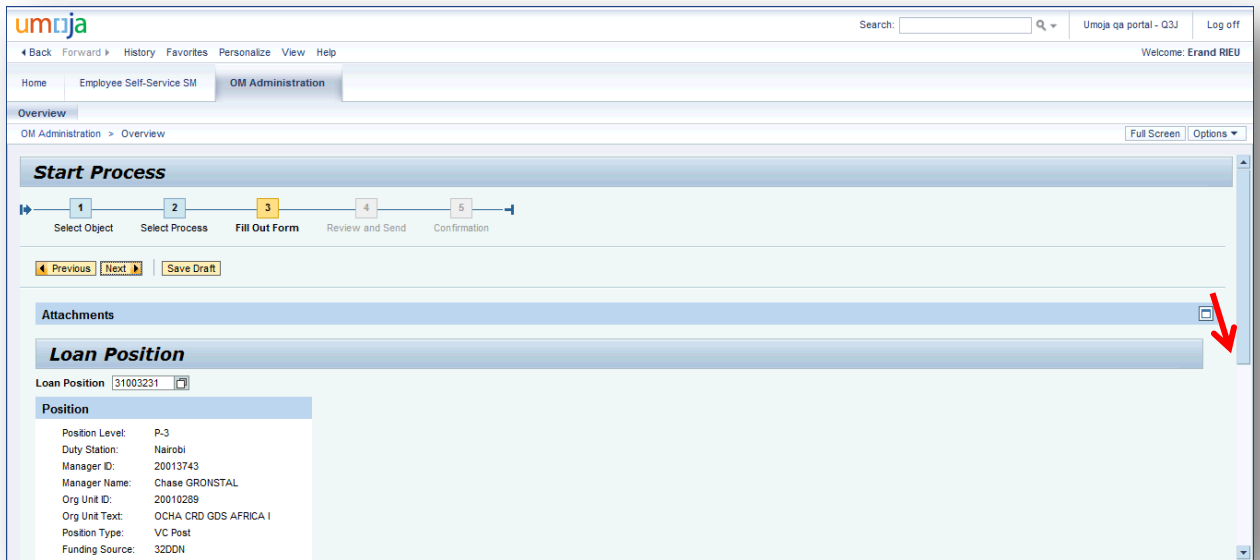 umoja Search: Umoja qa portal - Q3J Log off
Back Forward History Favorites Personalize View Help Welcome: Erand RIEU
Home Employee Self-Service SM OM Administration
Overview
OM Administration > Overview Full Screen Options
Start Process
1 2 3 4 5
Select Object Select Process Fill Out Form Review and Send Confirmation
Previous Next Save Draft
Attachments
Loan Position
Loan Position 31003231
Position
Position Level: P-3
Duty Station: Nairobi
Manager ID: 20013743
Manager Name: Chase GRONSTAL
Org Unit ID: 20010289
Org Unit Text: OCHA CRD GDS AFRICA I
Position Type: VC Post
Funding Source: 32DDN